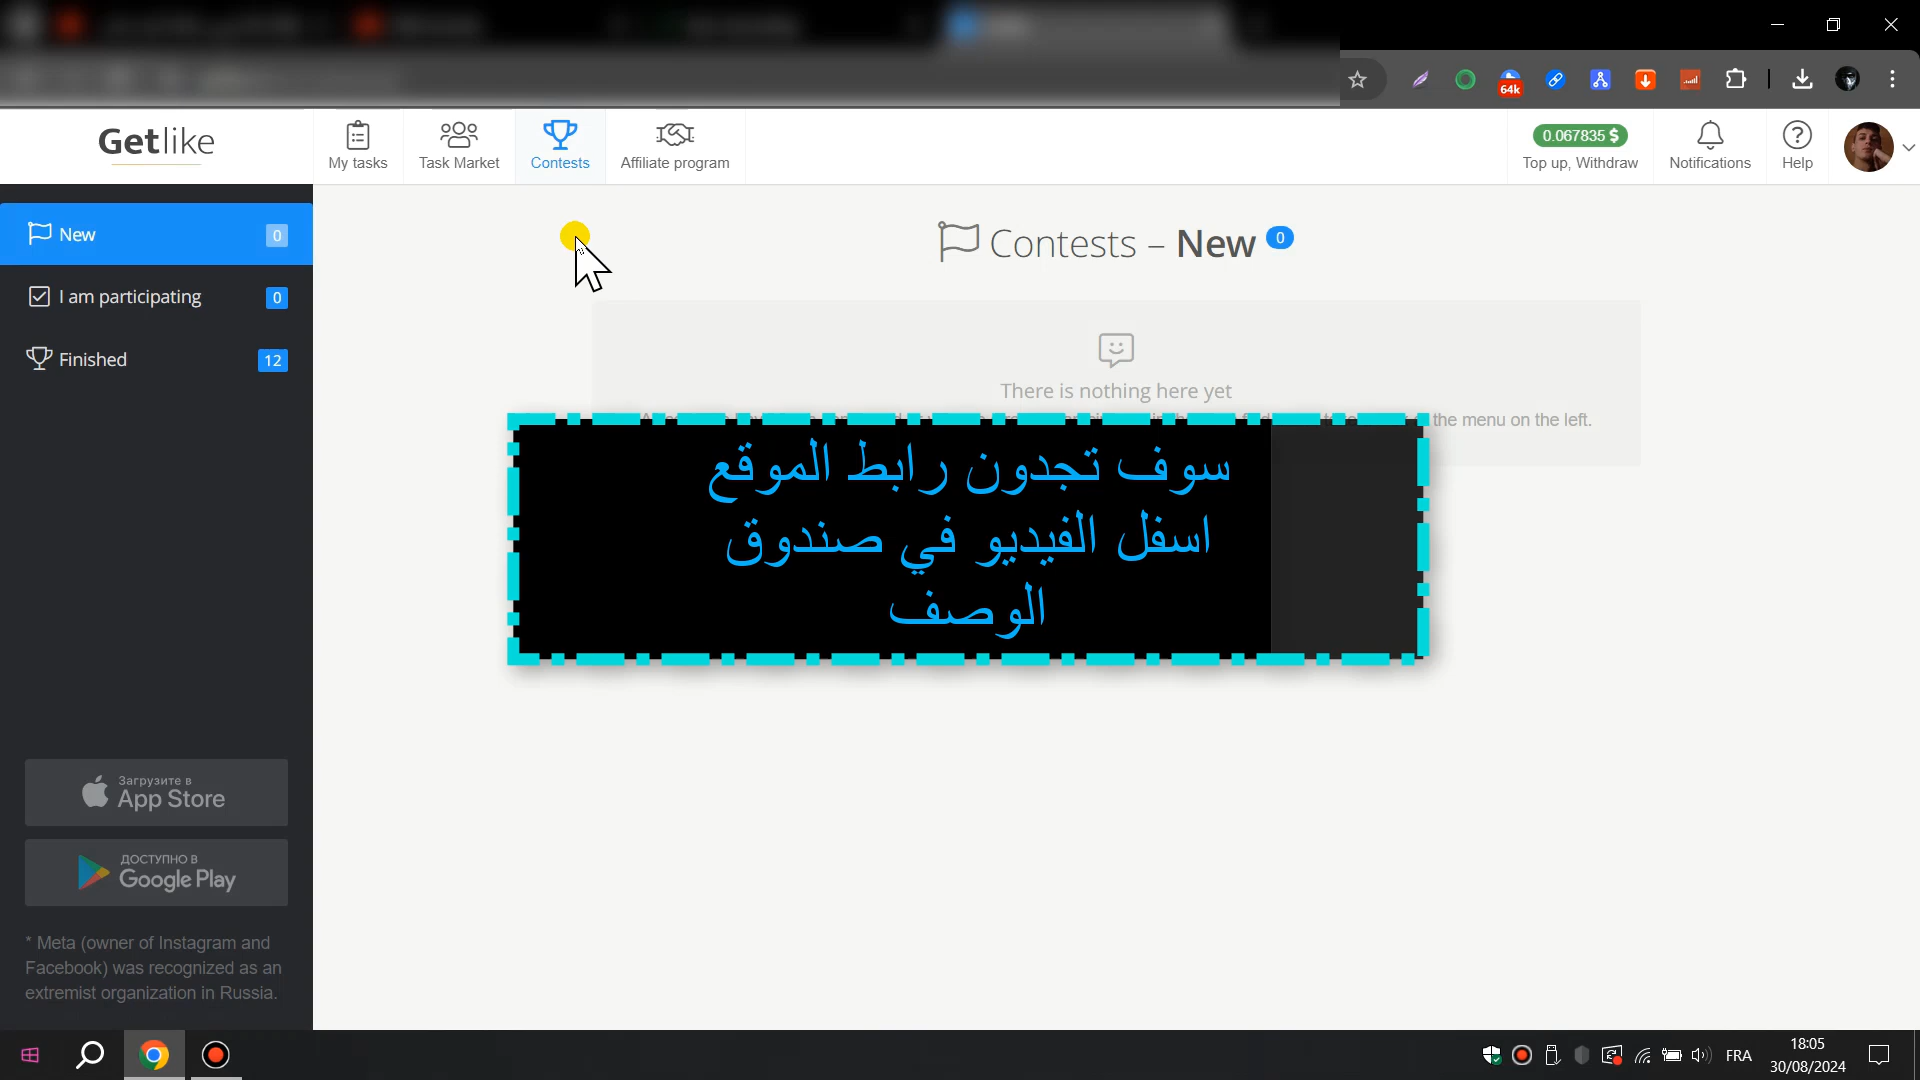 64k
Getlike
My tasks
Task Market
Contests
Affiliate program
0.067835 $
Top up, Withdraw
Notifications
Help
New
0
I am participating
0
Finished
12
Contests – New 0
There is nothing here yet
the menu on the left.
سوف تجدون رابط الموقع
اسفل الفيديو في صندوق
الوصف
Загрузите в
App Store
ДОСТУПНО В
Google Play
* Meta (owner of Instagram and
Facebook) was recognized as an
extremist organization in Russia.
FRA
18:05
30/08/2024